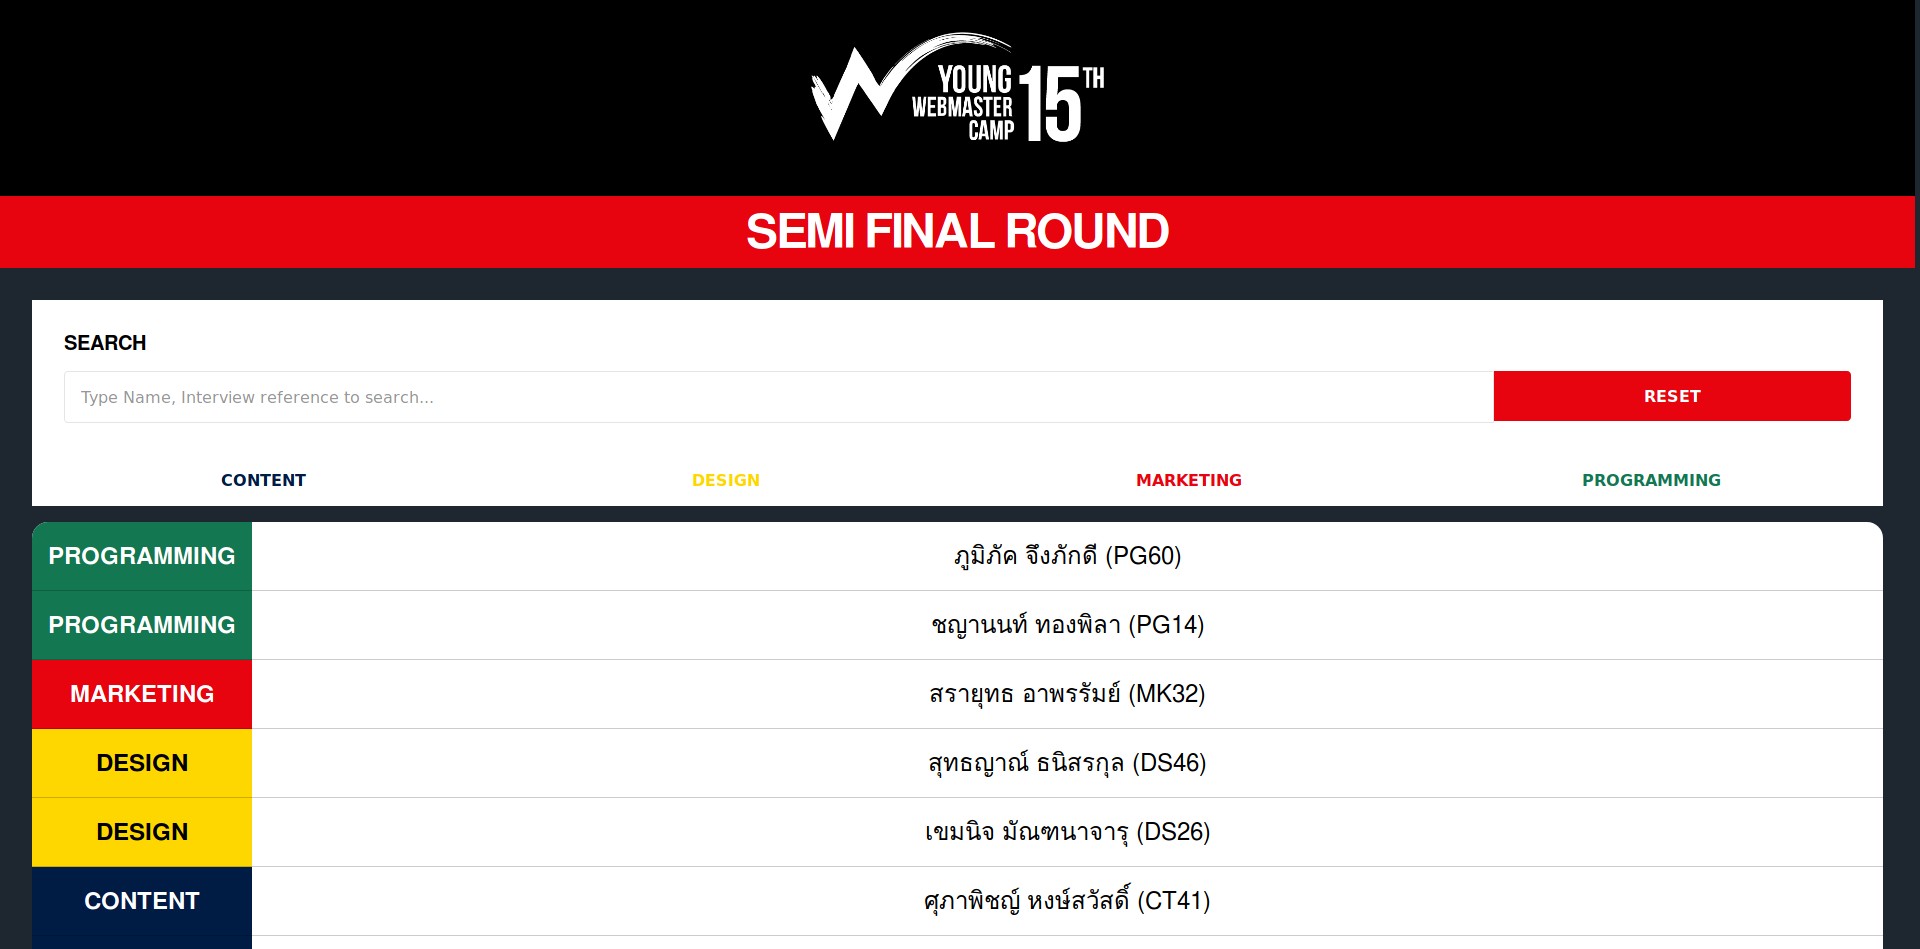 YOUNG
WEBMASTER
CAMP
15TH
SEMI FINAL ROUND
SEARCH
Type Name, Interview reference to search...
RESET
CONTENT DESIGN MARKETING PROGRAMMING
PROGRAMMING ภูมิภัค จึงภักดี (PG60)
PROGRAMMING ชญานนท์ ทองพิลา (PG14)
MARKETING สรายุทธ อาพรรัมย์ (MK32)
DESIGN สุทธญาณ์ ธนิสรกุล (DS46)
DESIGN เขมนิจ มัณฑนาจารุ (DS26)
CONTENT ศุภาพิชญ์ หงษ์สวัสดิ์ (CT41)